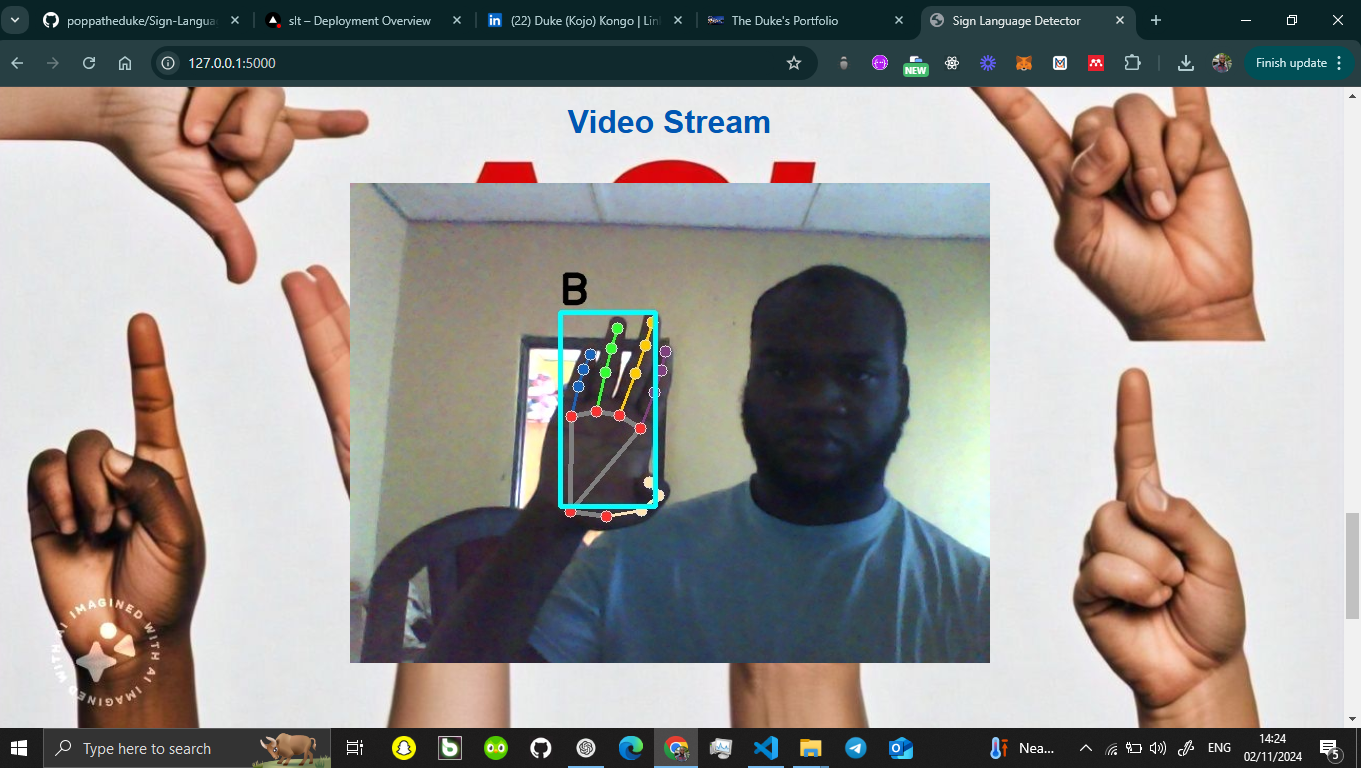 poppatheduke/Sign-Langua
slt – Deployment Overview
(22) Duke (Kojo) Kongo | Lin
The Duke's Portfolio
Sign Language Detector
127.0.0.1:5000
NEW
Finish update
Video Stream
ASL
B
IMAGINED WITH AI IMAGINED WITH AI
Type here to search
Nea...
ENG
14:24
02/11/2024
5